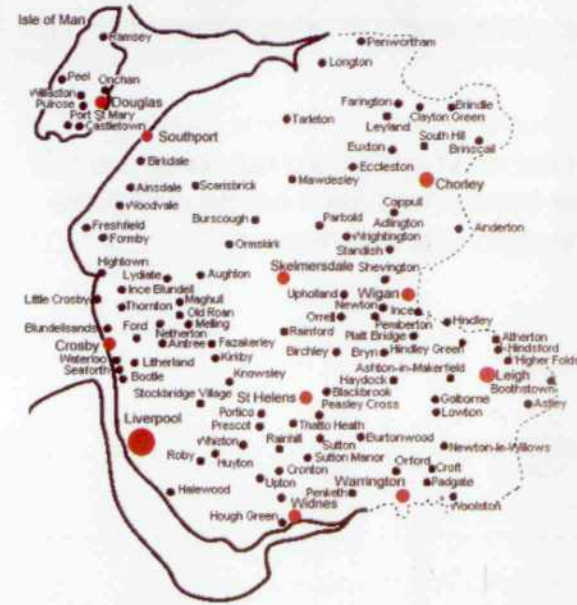 Isle of Man
Ramsey
Peel
Onchan
Willaston
Pulrose
Douglas
Port St Mary
Castletown
Penwortham
Longton
Southport
Tarleton
Farington
Brindle
Clayton Green
Leyland
South Hill
Euxton
Brinscall
Birkdale
Eccleston
Ainsdale
Scarisbrick
Mawdesley
Chorley
Woodvale
Coppull
Burscough
Parbold
Adlington
Anderton
Freshfield
Formby
Ormskirk
Wrightington
Standish
Hightown
Lydiate
Aughton
Skelmersdale
Shevington
Little Crosby
Ince Blundell
Maghull
Upholland
Wigan
Thornton
Old Roan
Newton
Ince
Blundellsands
Ford
Melling
Orrell
Pemberton
Hindley
Netherton
Rainford
Platt Bridge
Atherton
Crosby
Aintree
Fazakerley
Birchley
Bryn
Hindley Green
Hindsford
Waterloo
Litherland
Kirkby
Higher Folds
Seaforth
Ashton-in-Makerfield
Leigh
Bootle
Knowsley
Haydock
Boothstown
Stockbridge Village
St Helens
Blackbrook
Golborne
Astley
Portico
Peasley Cross
Lowton
Liverpool
Prescot
Thatto Heath
Whiston
Rainhill
Sutton
Burtonwood
Newton-le-Willows
Roby
Huyton
Sutton Manor
Orford
Cronton
Croft
Halewood
Upton
Penketh
Warrington
Padgate
Woolston
Hough Green
Widnes